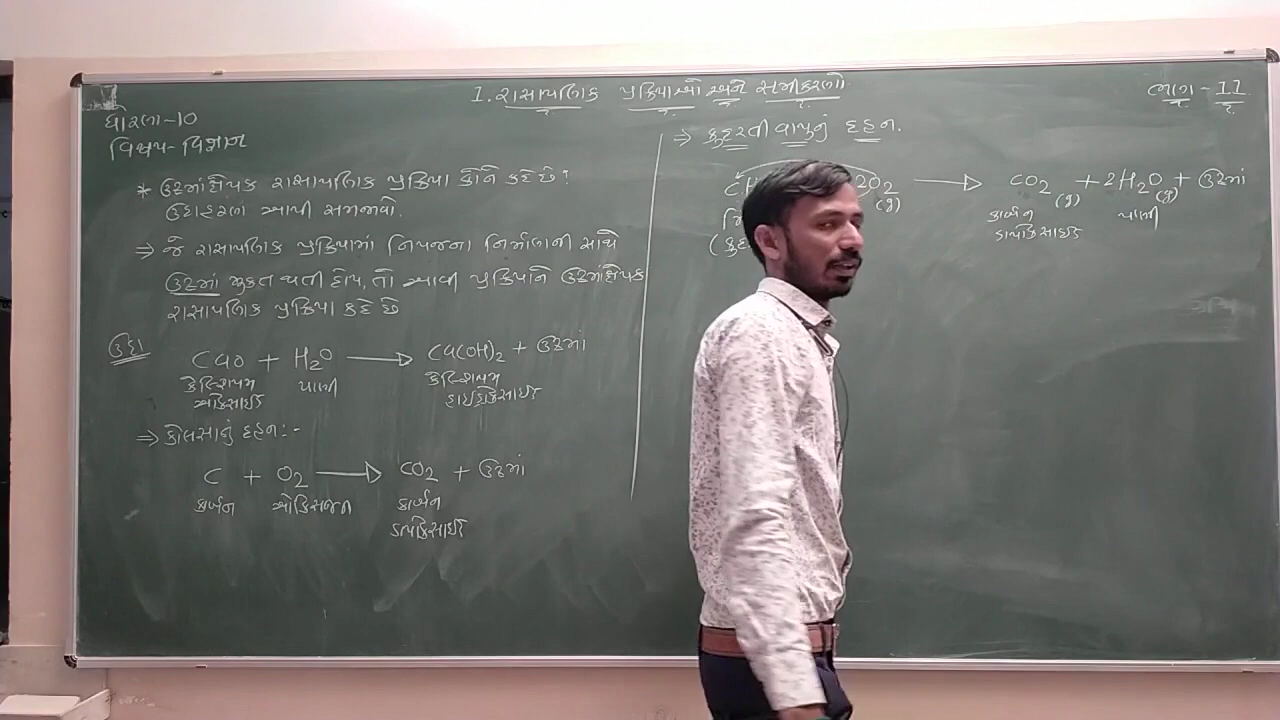 1. રાસાયણિક પ્રક્રિયાઓ અને સમીકરણો
ભાગ - 11
ધોરણ-10
વિષય- વિજ્ઞાન
* ઉષ્માક્ષેપક રાસાયણિક પ્રક્રિયા કોને કહે છે?
ઉદાહરણ આપી સમજાવો.
⇒ જે રાસાયણિક પ્રક્રિયામાં નિપજના નિર્માણની સાથે
ઉષ્મા મુક્ત થતી હોય, તો આવી પ્રક્રિયાને ઉષ્માક્ષેપક
રાસાયણિક પ્રક્રિયા કહે છે
ઉદા
CaO + H₂O ⟶ Ca(OH)₂ + ઉષ્મા
કેલ્શિયમ પાણી કેલ્શિયમ
ઓક્સાઈડ હાઈડ્રોક્સાઈડ
⇒ કોલસાનું દહન:-
C + O₂ ⟶ CO₂ + ઉષ્મા
કાર્બન ઓક્સિજન કાર્બન
ડાયોક્સાઈડ
⇒ કુદરતી વાયુનું દહન.
2O₂ (g) ⟶ CO₂ (g) + 2H₂O (g) + ઉષ્મા
કાર્બન પાણી
ડાયોક્સાઈડ